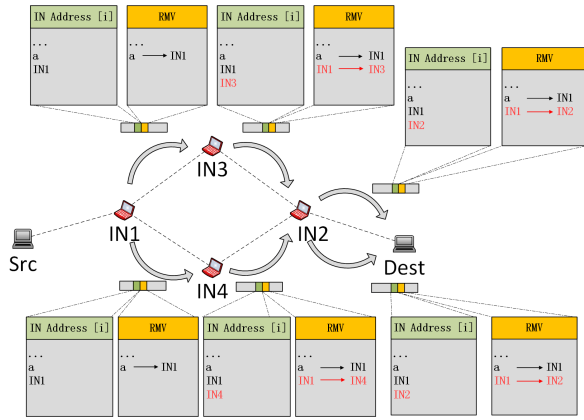 IN Address [i]
...
a
IN1
RMV
...
a → IN1
IN Address [i]
...
a
IN1
IN3
RMV
...
a → IN1
IN1 → IN3
IN Address [i]
...
a
IN1
IN2
RMV
...
a → IN1
IN1 → IN2
IN3
IN1
IN2
Src
IN4
Dest
IN Address [i]
...
a
IN1
RMV
...
a → IN1
IN Address [i]
...
a
IN1
IN4
RMV
...
a → IN1
IN1 → IN4
IN Address [i]
...
a
IN1
IN2
RMV
...
a → IN1
IN1 → IN2